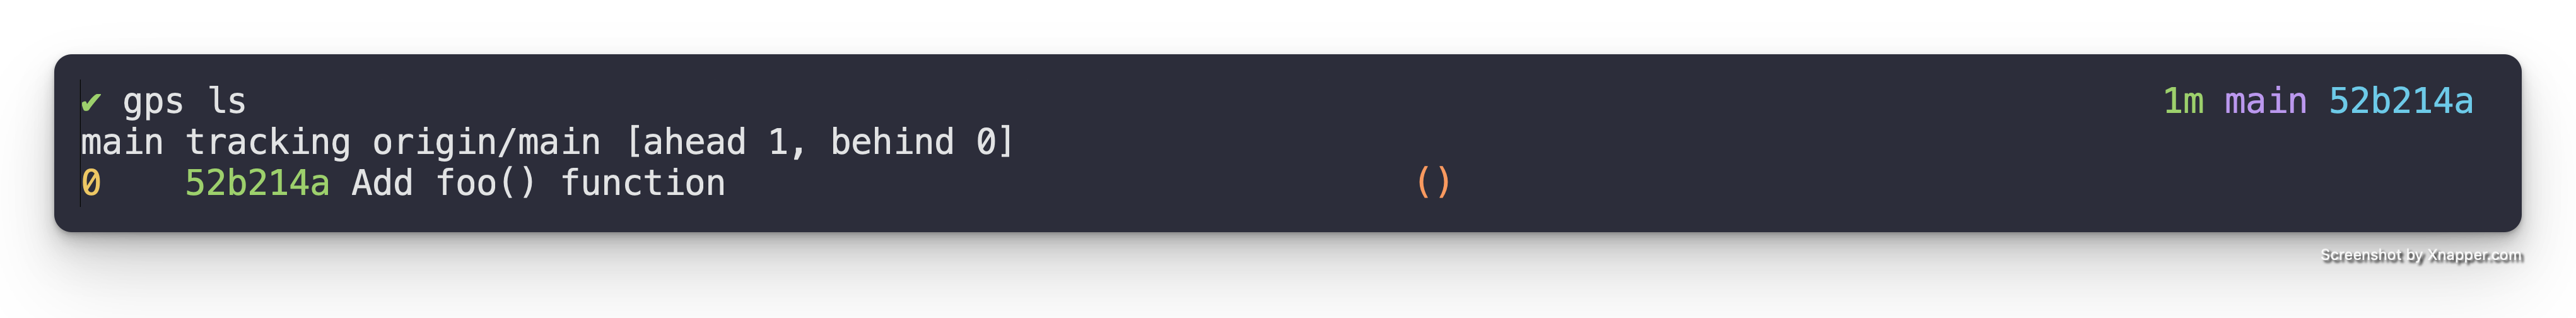 ✔ gps ls 1m main 52b214a
main tracking origin/main [ahead 1, behind 0]
0 52b214a Add foo() function ()
Screenshot by Xnapper.com